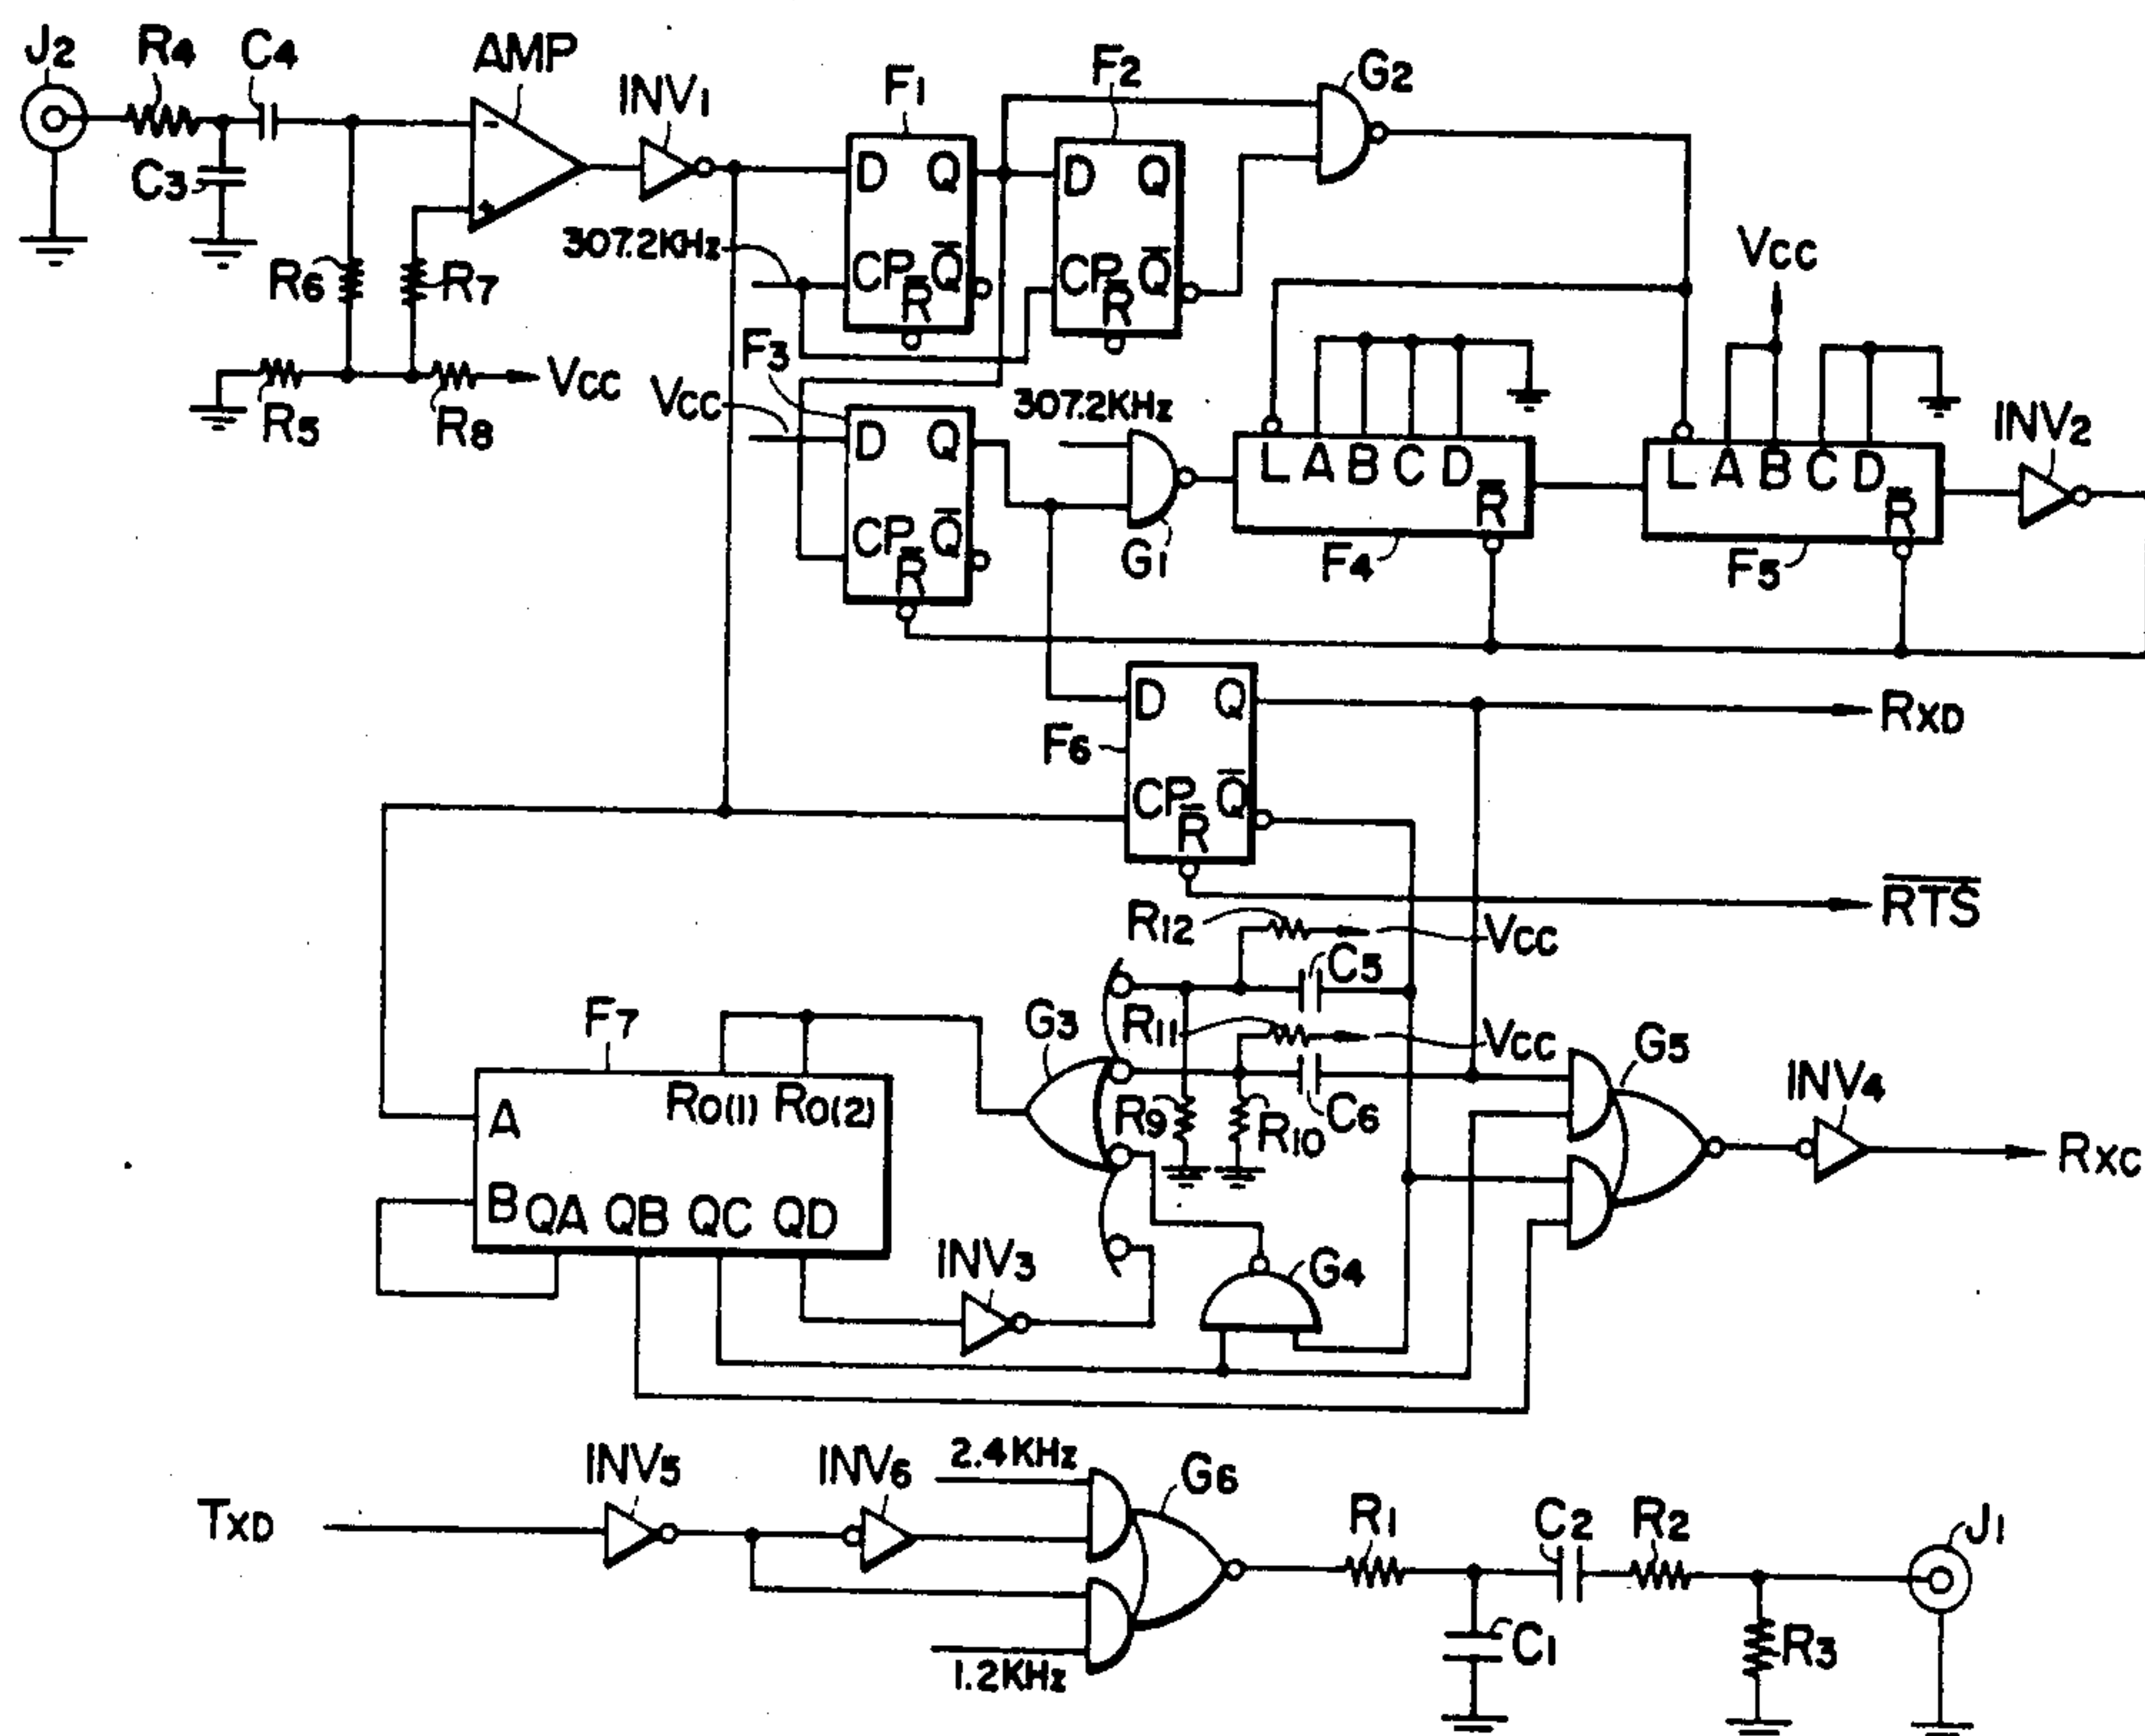 J2 R4 C4 AMP INV1 F1 F2 G2
C3
- +
D Q CP Q̅ R̅
D Q CP Q̅ R̅
307.2KHz
R6 R7
Vcc
R5 R8 Vcc
F3 Vcc
307.2KHz
INV2
D Q CP Q̅ R̅
L A B C D R̅
L A B C D R̅
G1 F4 F5
D Q
RXD
F6
CP Q̅ R̅
R̅T̅S̅
R12 Vcc
C5
F7 G3 R11 Vcc G5
INV4
A RO(1) RO(2)
R9 R10 C6
RXC
B QA QB QC QD
INV3 G4
2.4KHz
INV5 INV6 G6
TXD
R1 C2 R2 J1
1.2KHz
C1 R3